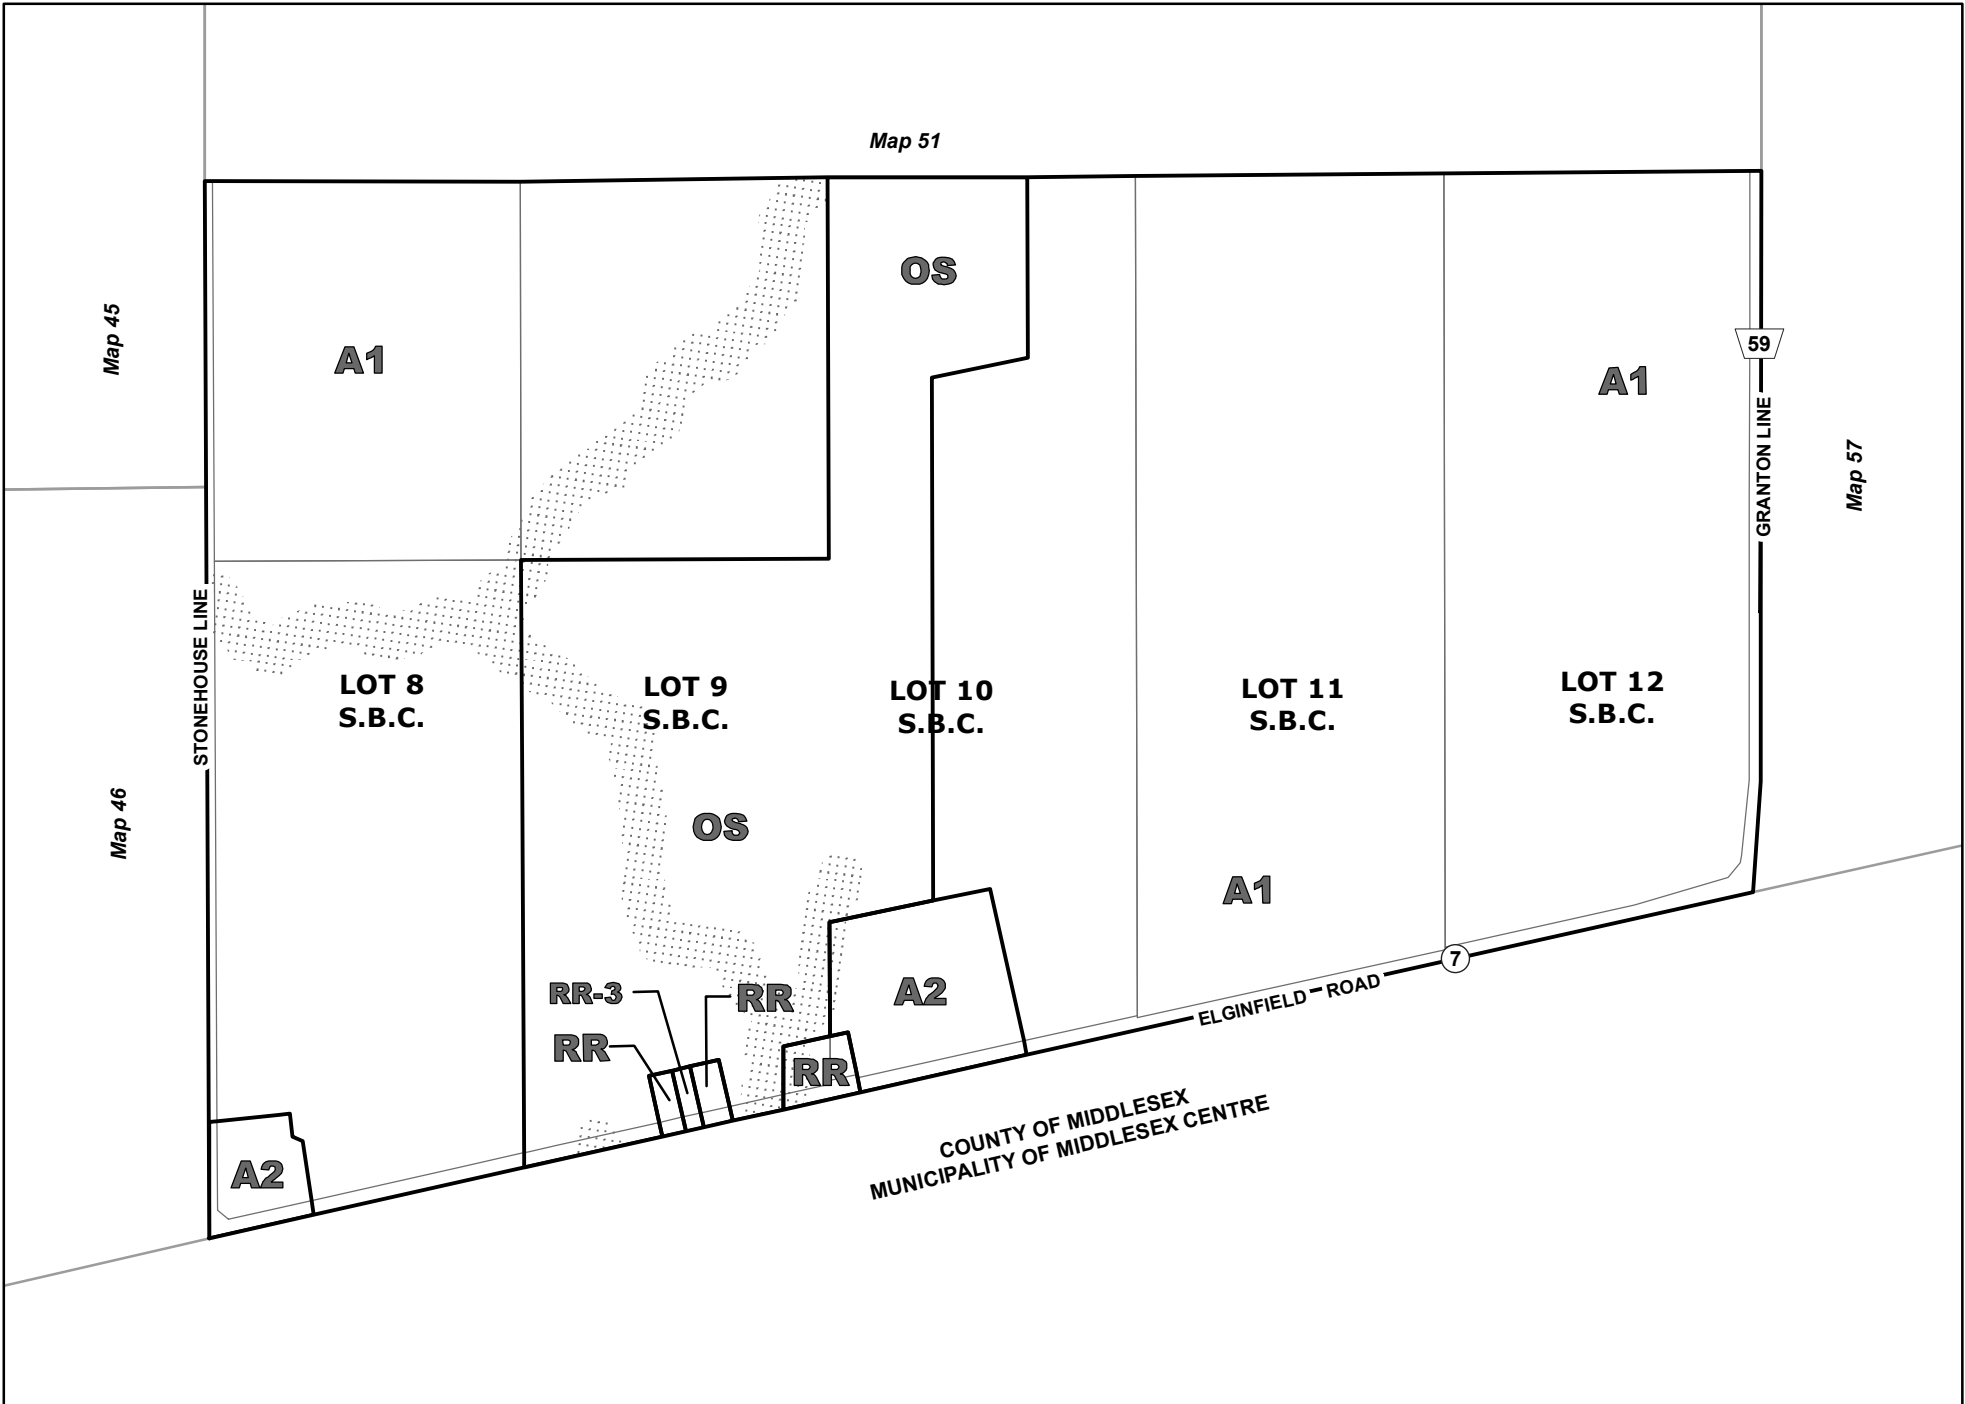 Map 51
OS
Map 45
A1
59
A1
GRANTON LINE
Map 57
STONEHOUSE LINE
LOT 8
S.B.C.
LOT 9
S.B.C.
LOT 10
S.B.C.
LOT 11
S.B.C.
LOT 12
S.B.C.
Map 46
OS
A1
7
RR-3
RR
A2
ELGINFIELD ROAD
RR
RR
A2
COUNTY OF MIDDLESEX
MUNICIPALITY OF MIDDLESEX CENTRE